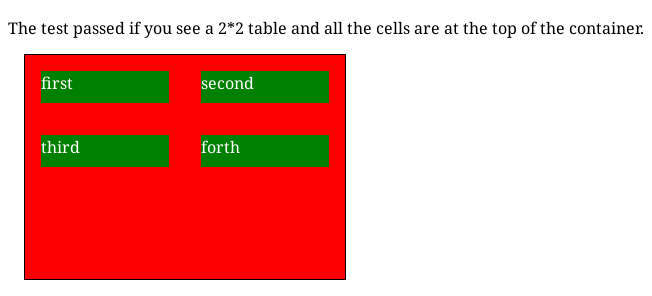 The test passed if you see a 2*2 table and all the cells are at the top of the container.
first second
third forth